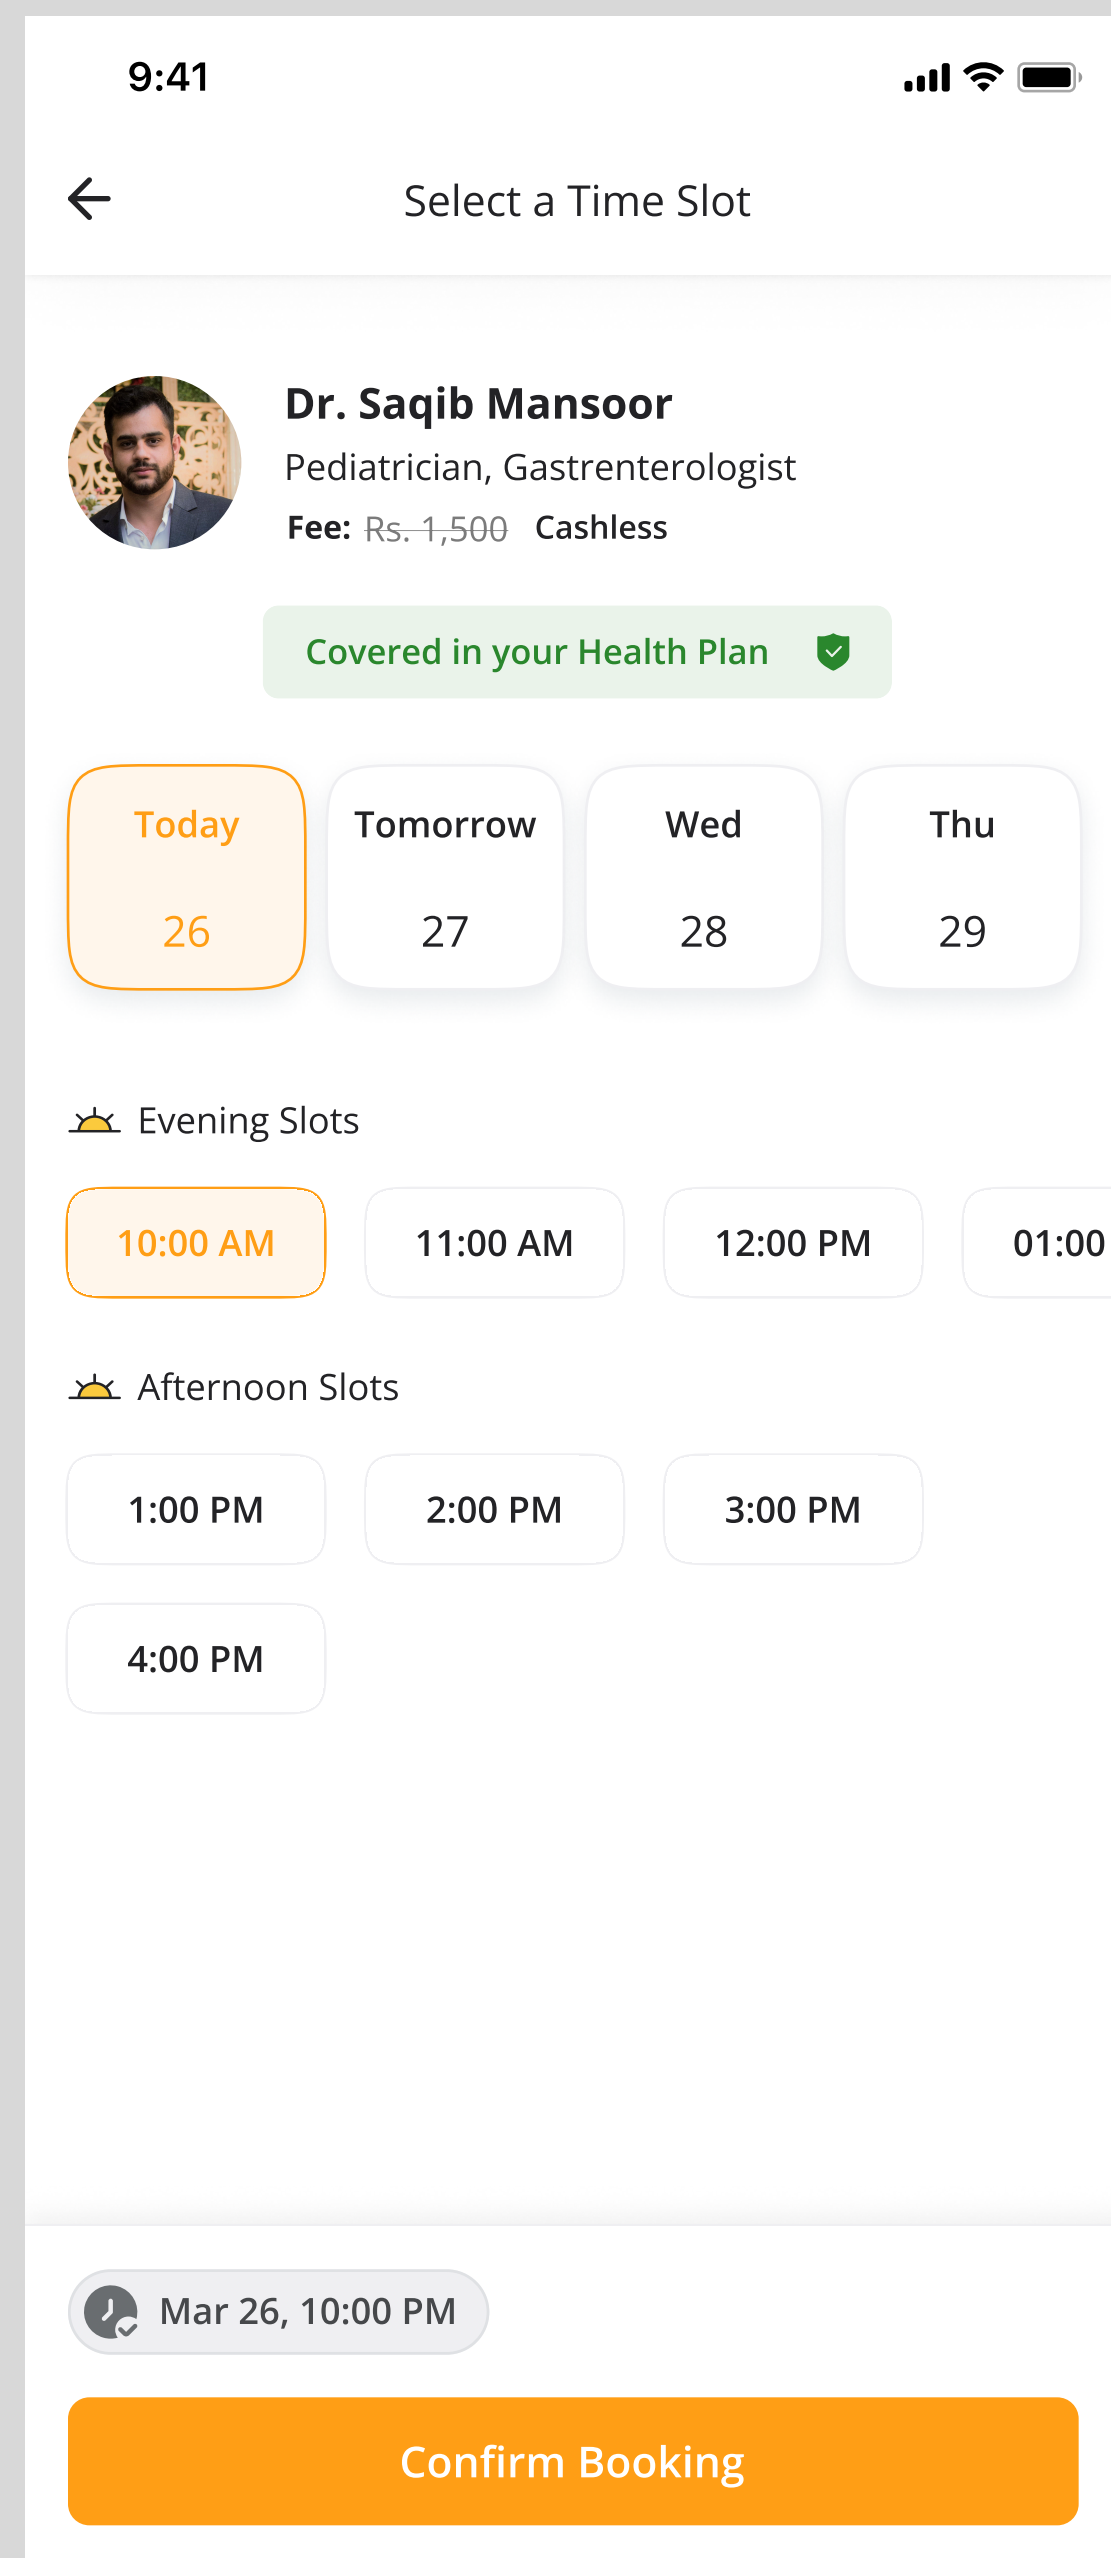 9:41
Select a Time Slot
Dr. Saqib Mansoor
Pediatrician, Gastrenterologist
Fee: Rs. 1,500 Cashless
Covered in your Health Plan
Today Tomorrow Wed Thu
26 27 28 29
Evening Slots
10:00 AM 11:00 AM 12:00 PM 01:00
Afternoon Slots
1:00 PM 2:00 PM 3:00 PM
4:00 PM
Mar 26, 10:00 PM
Confirm Booking